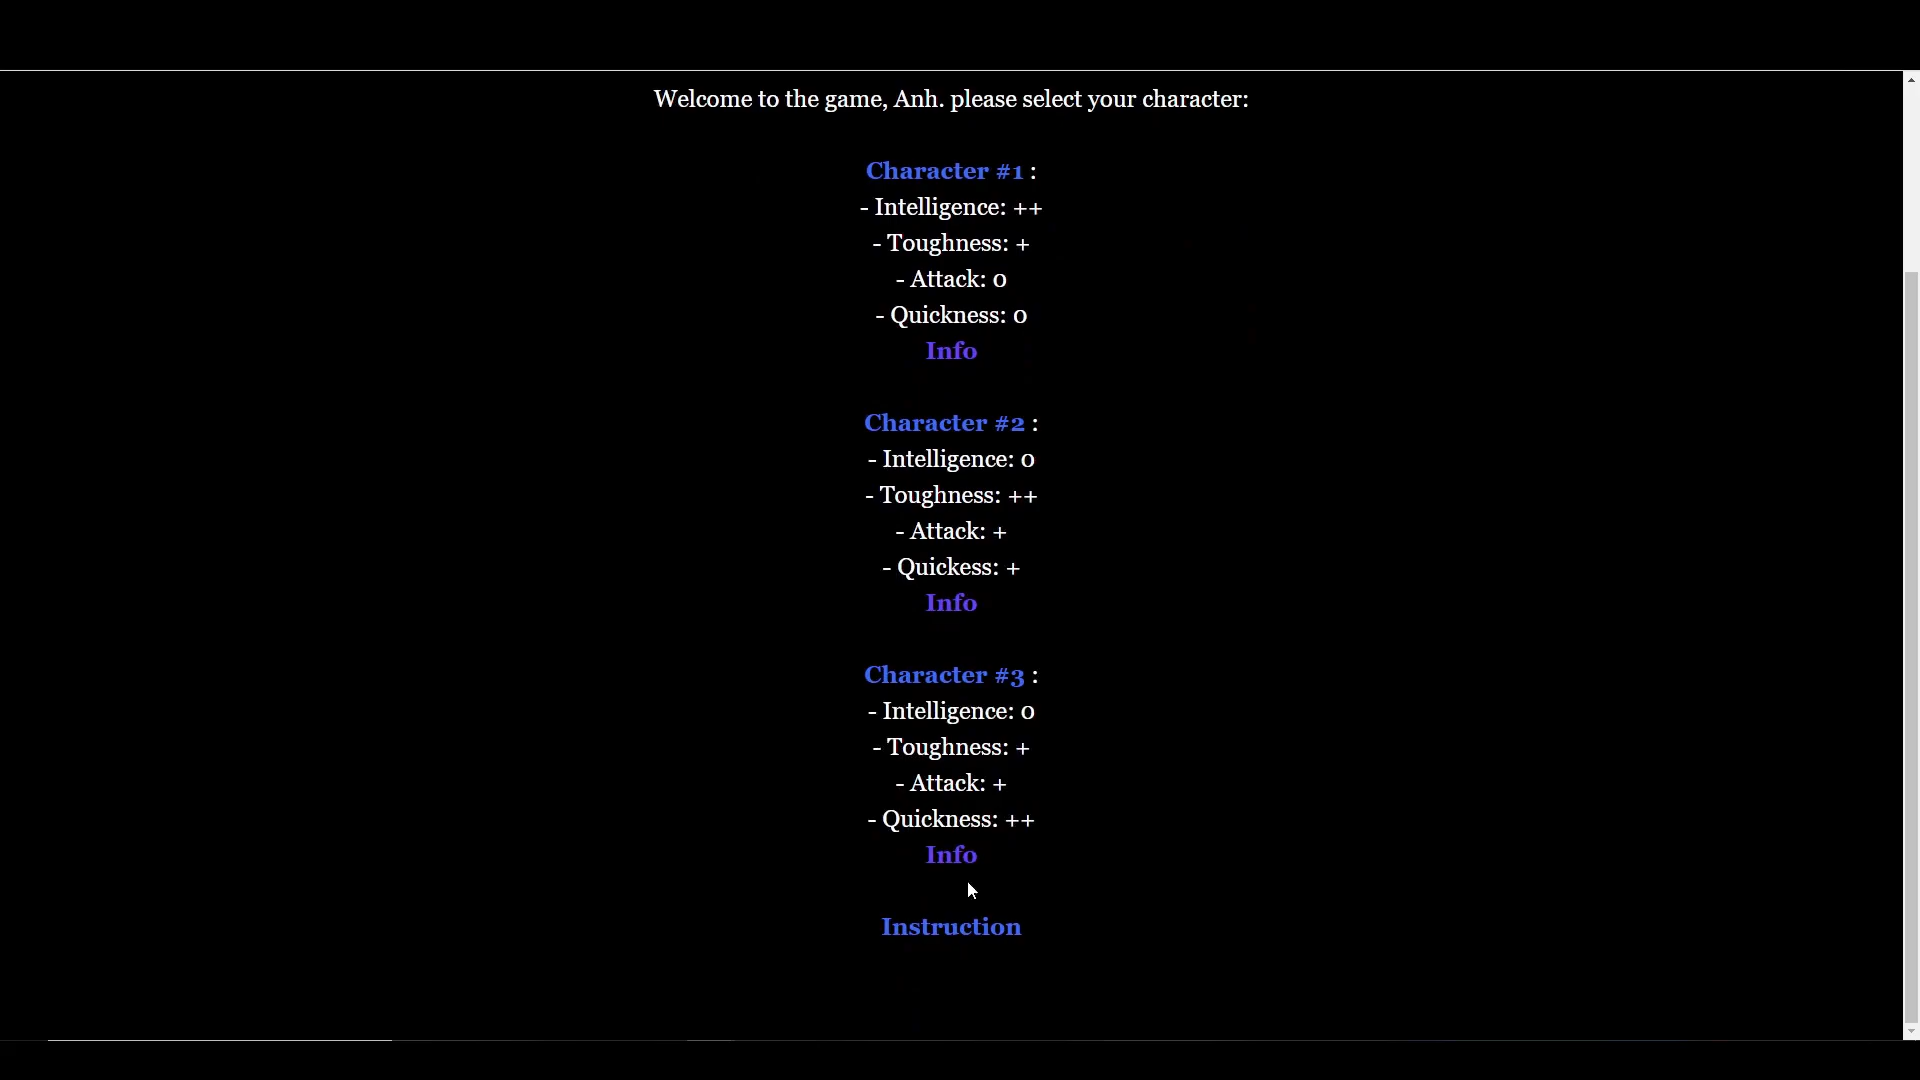 Welcome to the game, Anh. please select your character:
Character #1 :
- Intelligence: ++
- Toughness: +
- Attack: 0
- Quickness: 0
Info
Character #2 :
- Intelligence: 0
- Toughness: ++
- Attack: +
- Quickess: +
Info
Character #3 :
- Intelligence: 0
- Toughness: +
- Attack: +
- Quickness: ++
Info
Instruction